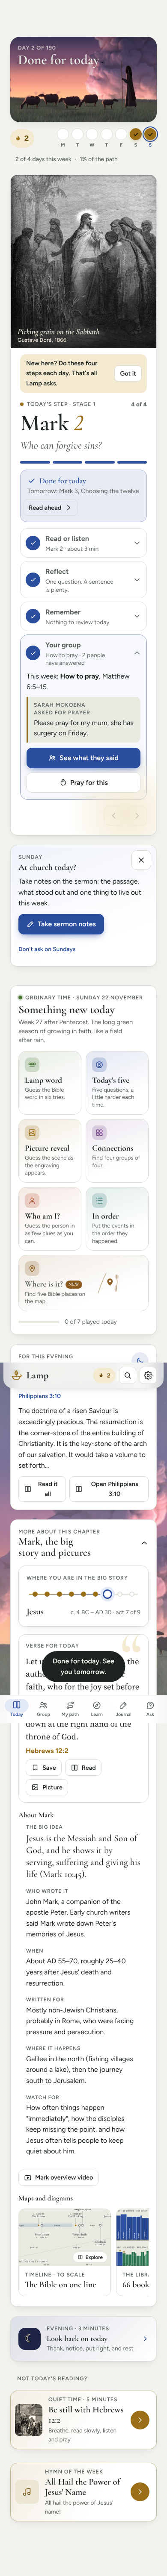 DAY 2 OF 190
Done for today
2
M T W T F S S
2 of 4 days this week · 1% of the path
Picking grain on the Sabbath
Gustave Doré, 1866
New here? Do these four
steps each day. That's all
Lamp asks.
Got it
TODAY'S STEP · STAGE 1
4 of 4
Mark 2
Who can forgive sins?
Done for today
Tomorrow: Mark 3, Choosing the twelve
Read ahead
Read or listen
Mark 2 · about 3 min
Reflect
One question. A sentence
is plenty.
Remember
Nothing to review today
Your group
How to pray · 2 people
have answered
This week: How to pray, Matthew
6:5–15.
SARAH MOKOENA
ASKED FOR PRAYER
Please pray for my mum, she has
surgery on Friday.
See what they said
Pray for this
SUNDAY
At church today?
Take notes on the sermon: the passage,
what stood out and one thing to live out
this week.
Take sermon notes
Don't ask on Sundays
ORDINARY TIME · SUNDAY 22 NOVEMBER
Something new today
Week 27 after Pentecost. The long green
season of growing in faith, field
after rain.
Lamp word
Guess the Bible
word in six tries.
Today's five
Five questions, a
little harder each
time.
Picture reveal
Guess the scene as
the engraving
appears.
Connections
Find four groups of
four.
Who am I?
Guess the person in
as few clues as you
can.
In order
Put the events in
the order they
happened.
Where is it? NEW
Find five Bible places on
the map.
0 of 7 played today
FOR THIS EVENING
Lamp
2
Philippians 3:10
The doctrine of a risen Saviour is
exceedingly precious. The resurrection is
the corner-stone of the entire building of
Christianity. It is the key-stone of the arch
of our salvation. It would take a volume to
set forth…
Read it
all
Open Philippians
3:10
MORE ABOUT THIS CHAPTER
Mark, the big
story and pictures
WHERE YOU ARE IN THE BIG STORY
Jesus
c. 4 BC – AD 30 · act 7 of 9
VERSE FOR TODAY
Done for today. See
you tomorrow.
who for the joy set before
Today
Group
My path
Learn
Journal
Ask
down at the right hand of the
throne of God.
Hebrews 12:2
Save
Read
Picture
About Mark
THE BIG IDEA
Jesus is the Messiah and Son of
God, and he shows it by
serving, suffering and giving his
life (Mark 10:45).
WHO WROTE IT
John Mark, a companion of the
apostle Peter. Early church writers
said Mark wrote down Peter's
memories of Jesus.
WHEN
About AD 55–70, roughly 25–40
years after Jesus' death and
resurrection.
WRITTEN FOR
Mostly non-Jewish Christians,
probably in Rome, who were facing
pressure and persecution.
WHERE IT HAPPENS
Galilee in the north (fishing villages
around a lake), then the journey
south to Jerusalem.
WATCH FOR
How often things happen
"immediately", how the disciples
keep missing the point, and how
Jesus often tells people to keep
quiet about him.
Mark overview video
Maps and diagrams
Explore
TIMELINE · TO SCALE
The Bible on one line
THE LIBR
66 book
EVENING · 3 MINUTES
Look back on today
Thank, notice, put right, and rest
NOT TODAY'S READING?
QUIET TIME · 5 MINUTES
Be still with Hebrews
12:2
Breathe, read slowly, listen
and pray
HYMN OF THE WEEK
All Hail the Power of
Jesus' Name
All hail the power of Jesus'
name!